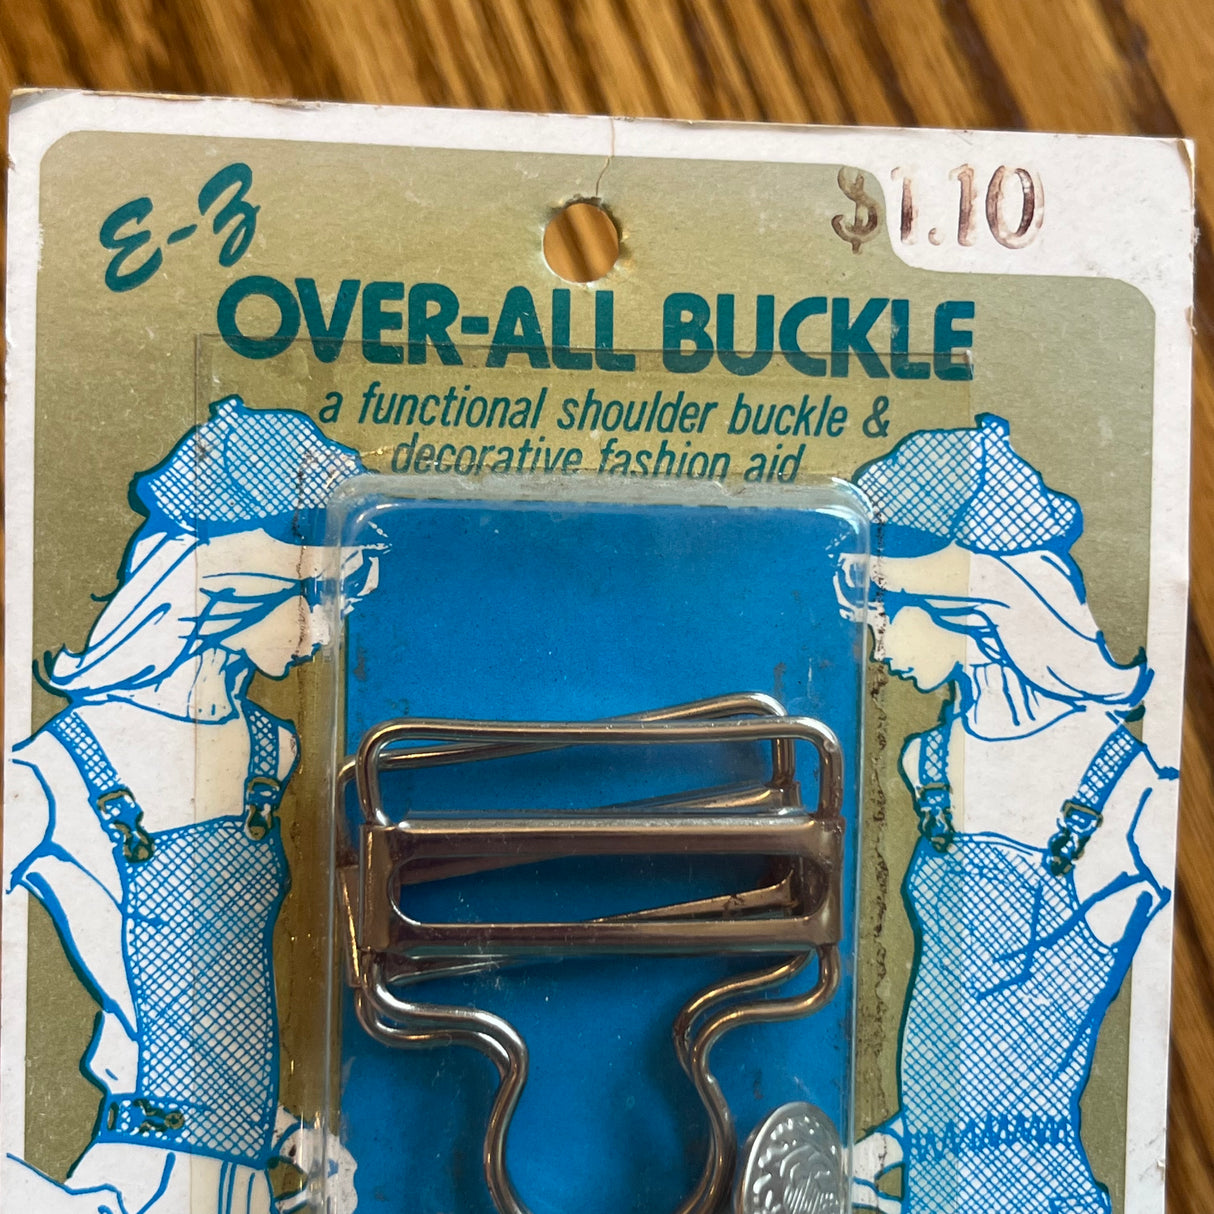 E-Z
$1.10
OVER-ALL BUCKLE
a functional shoulder buckle &
decorative fashion aid